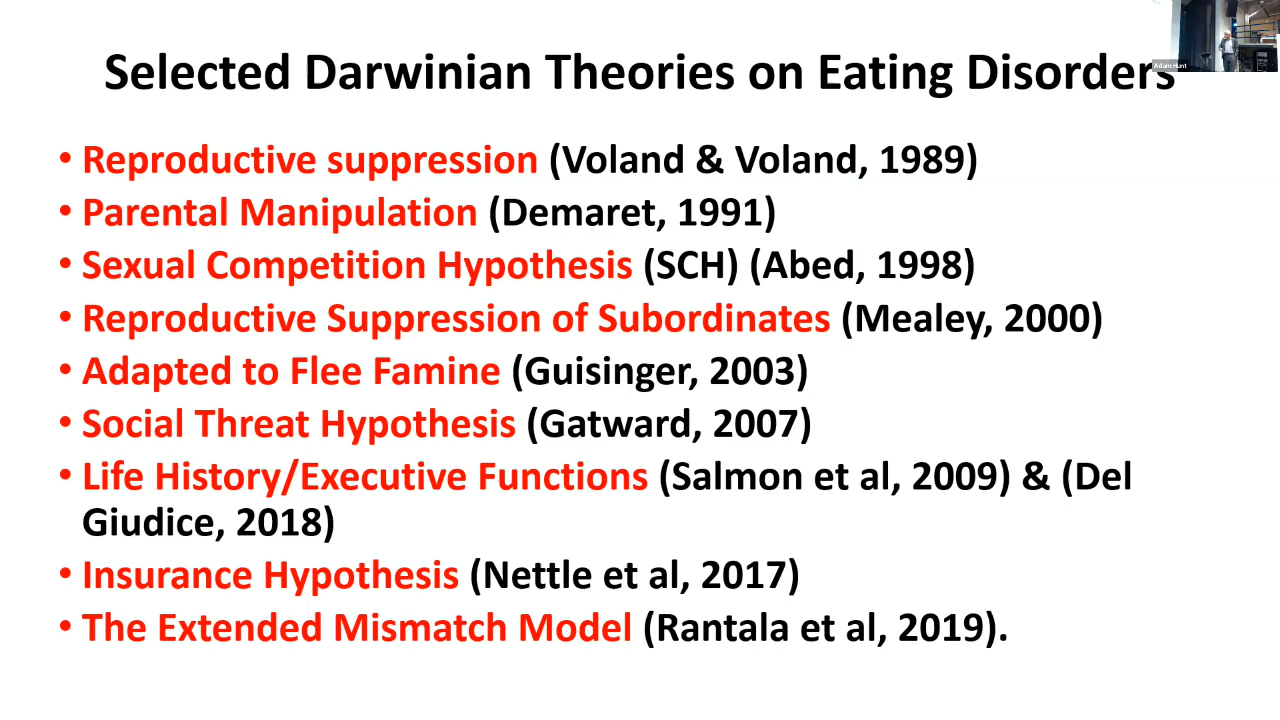 Selected Darwinian Theories on Eating Disorders
Adam Hunt
• Reproductive suppression (Voland & Voland, 1989)
• Parental Manipulation (Demaret, 1991)
• Sexual Competition Hypothesis (SCH) (Abed, 1998)
• Reproductive Suppression of Subordinates (Mealey, 2000)
• Adapted to Flee Famine (Guisinger, 2003)
• Social Threat Hypothesis (Gatward, 2007)
• Life History/Executive Functions (Salmon et al, 2009) & (Del
Giudice, 2018)
• Insurance Hypothesis (Nettle et al, 2017)
• The Extended Mismatch Model (Rantala et al, 2019).